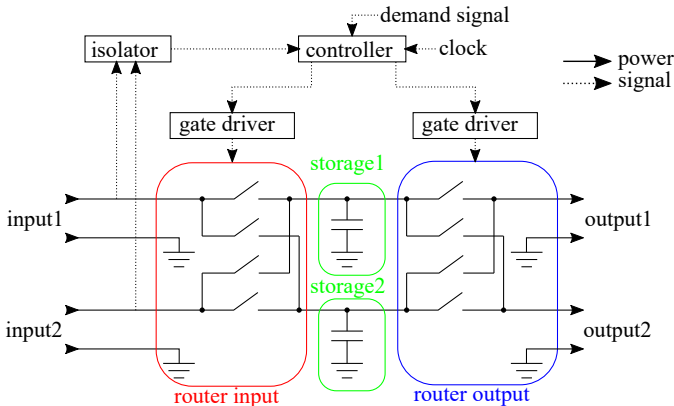 demand signal
isolator
controller
clock
power
signal
gate driver
gate driver
storage1
input1
output1
storage2
input2
output2
router input
router output